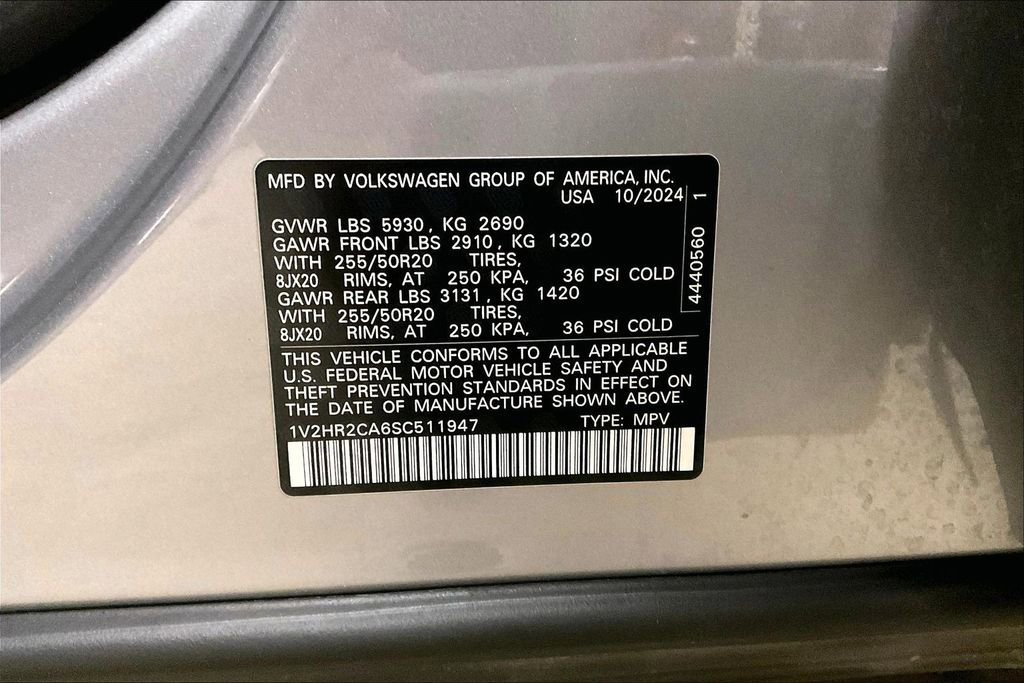 MFD BY VOLKSWAGEN GROUP OF AMERICA, INC.
USA 10/2024
GVWR LBS 5930, KG 2690
GAWR FRONT LBS 2910, KG 1320
WITH 255/50R20 TIRES,
8JX20 RIMS, AT 250 KPA, 36 PSI COLD
GAWR REAR LBS 3131, KG 1420
WITH 255/50R20 TIRES,
8JX20 RIMS, AT 250 KPA, 36 PSI COLD
4440560 1
THIS VEHICLE CONFORMS TO ALL APPLICABLE
U.S. FEDERAL MOTOR VEHICLE SAFETY AND
THEFT PREVENTION STANDARDS IN EFFECT ON
THE DATE OF MANUFACTURE SHOWN ABOVE.
1V2HR2CA6SC511947 TYPE: MPV